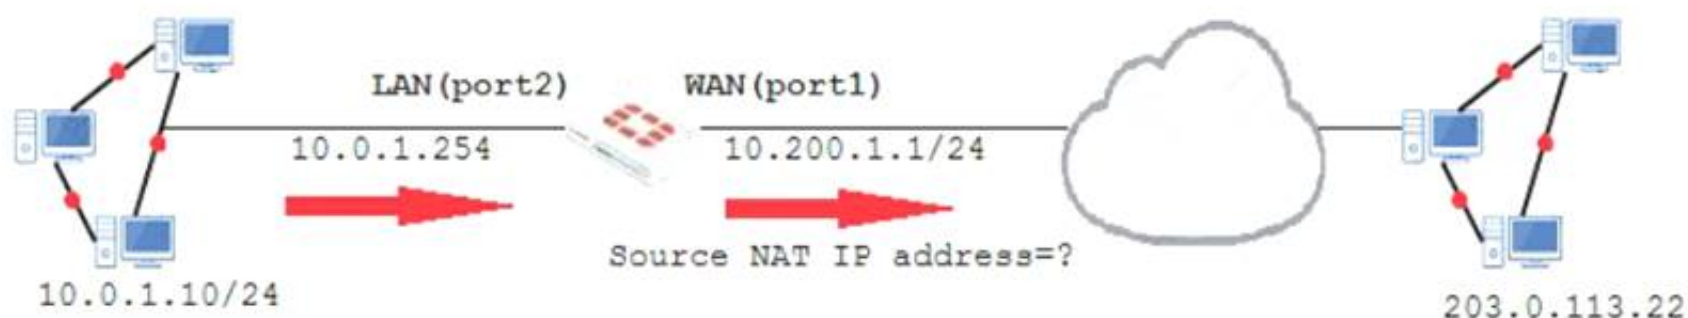 LAN(port2)
WAN(port1)
10.0.1.254
10.200.1.1/24
Source NAT IP address=?
10.0.1.10/24
203.0.113.22